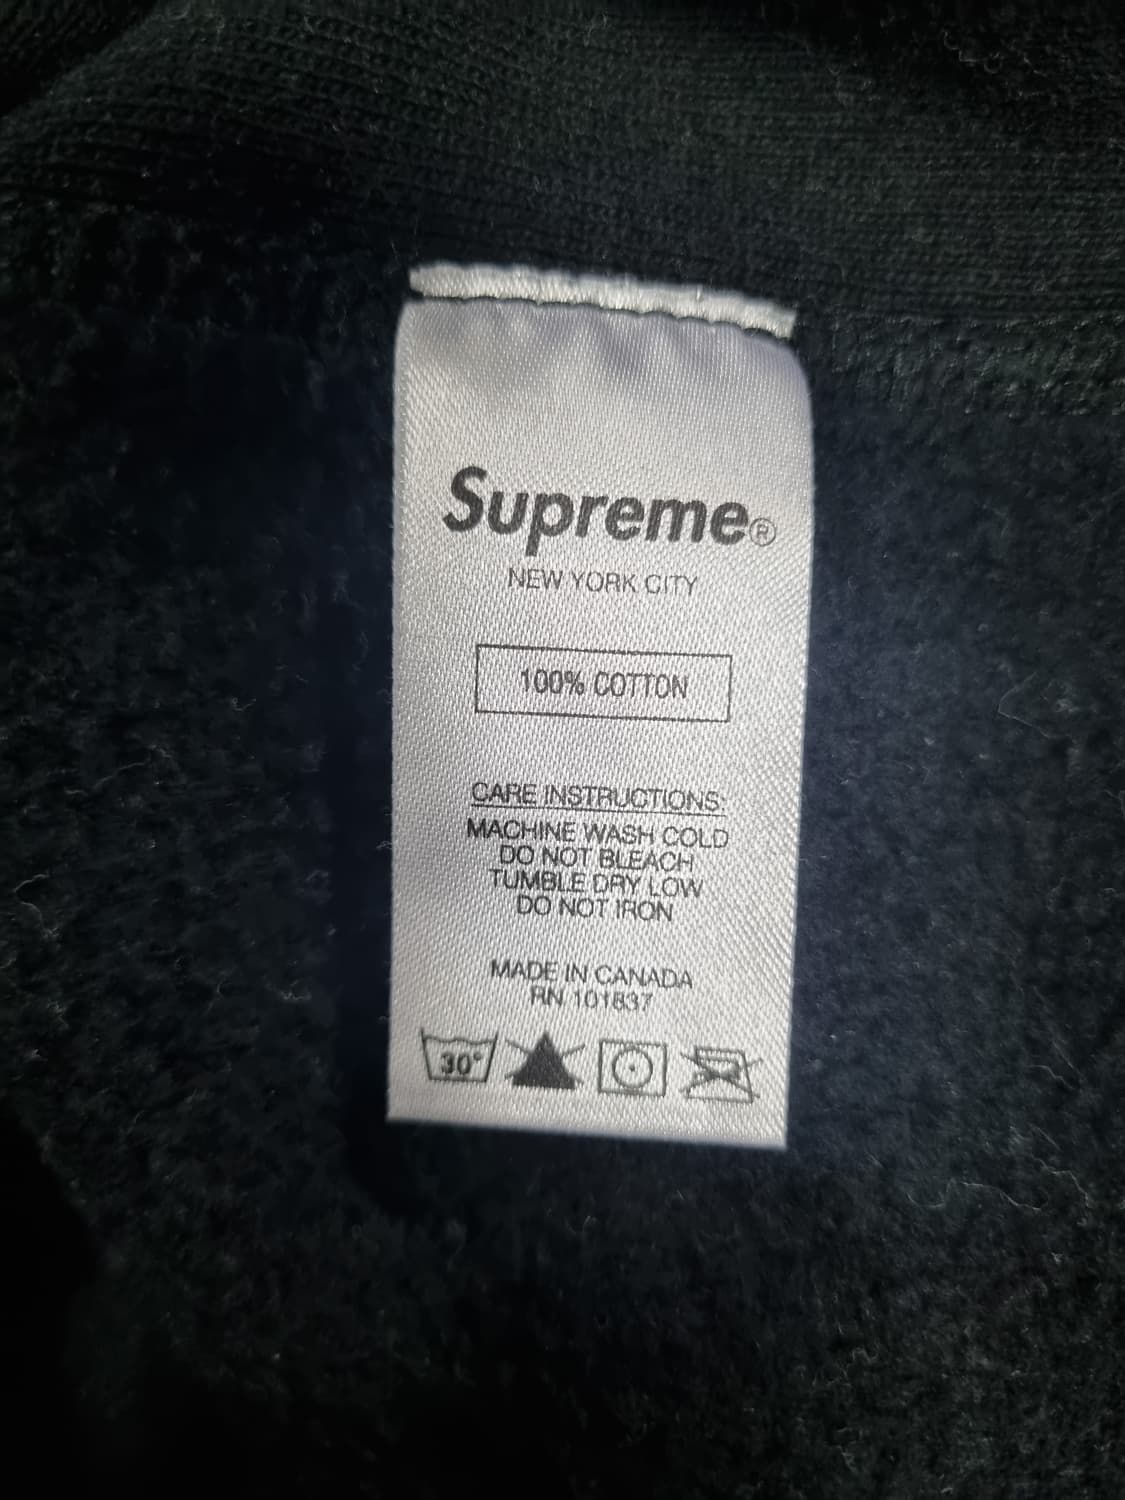 Supreme®
NEW YORK CITY
100% COTTON
CARE INSTRUCTIONS:
MACHINE WASH COLD
DO NOT BLEACH
TUMBLE DRY LOW
DO NOT IRON
MADE IN CANADA
RN 101837
30°